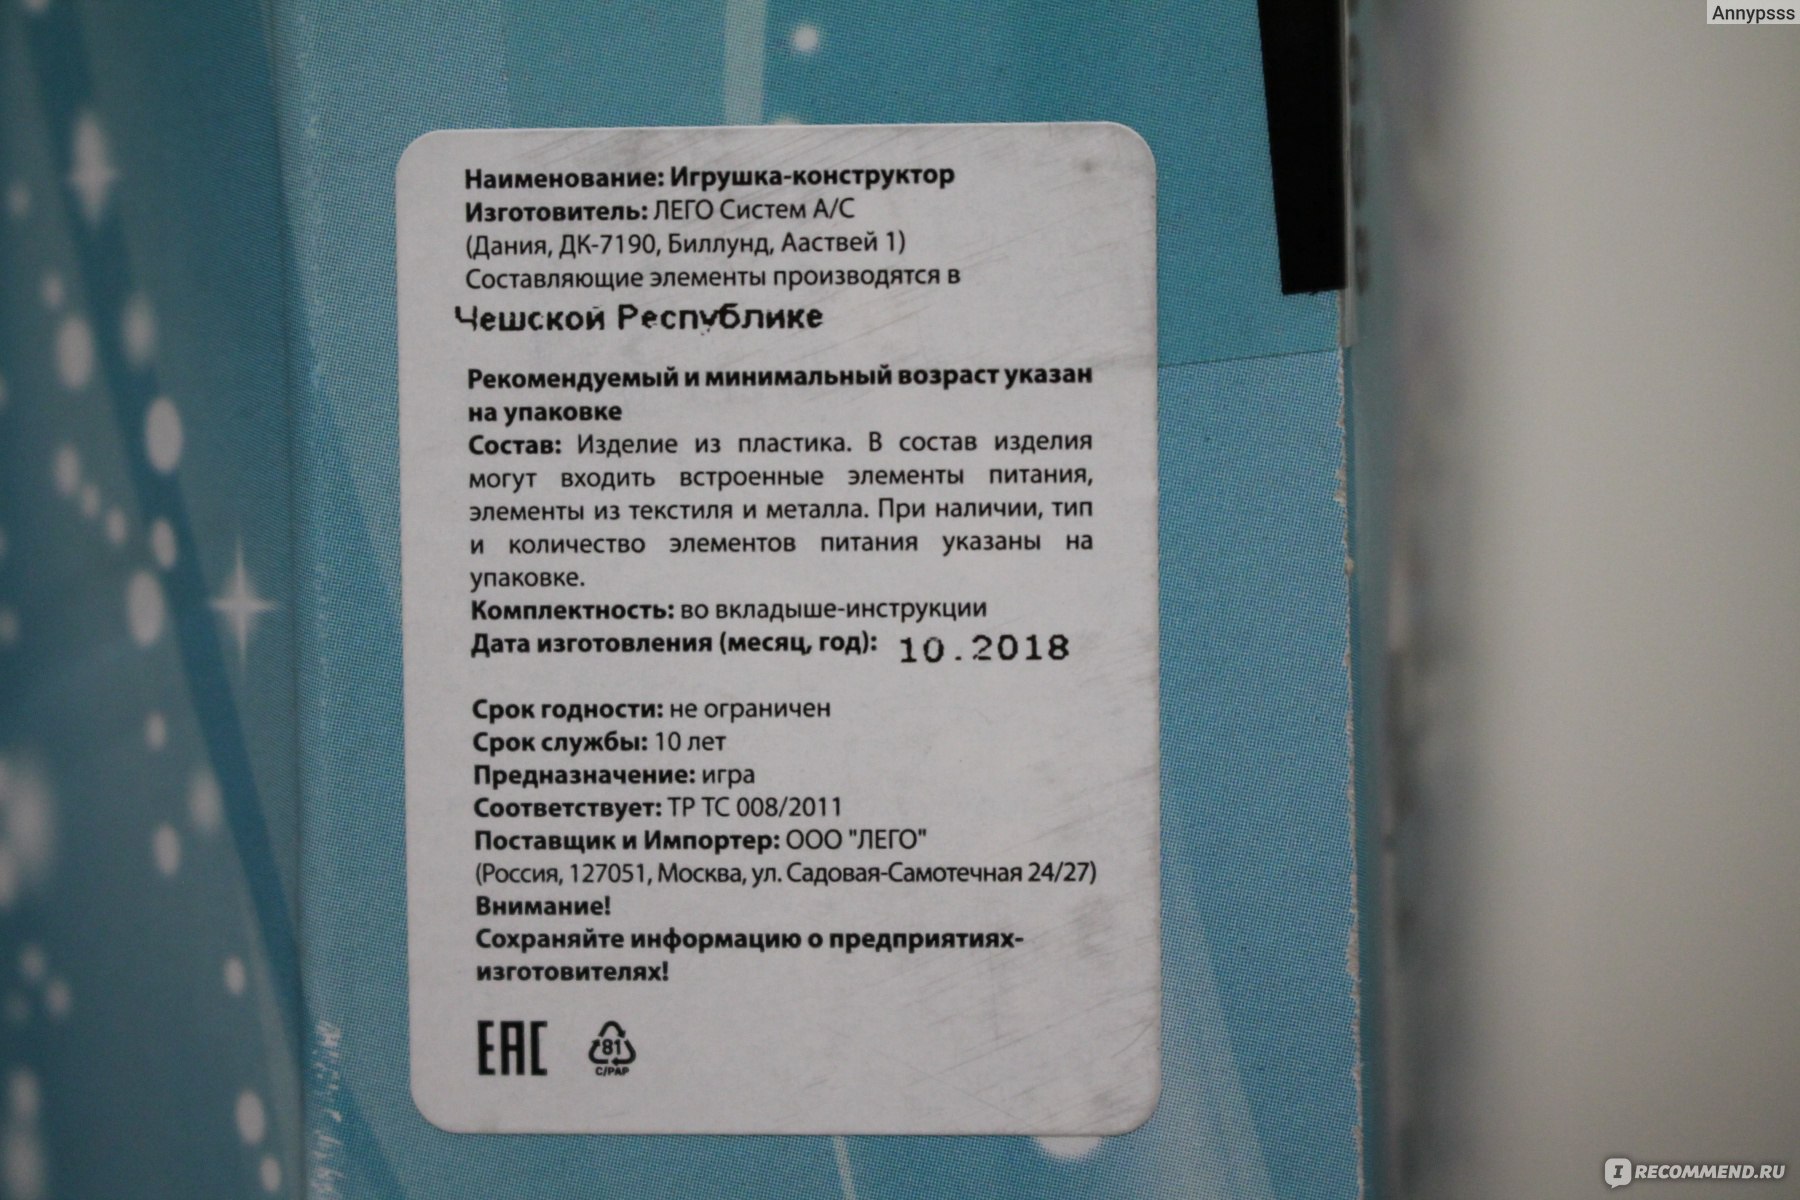 Annypsss
Наименование: Игрушка-конструктор
Изготовитель: ЛЕГО Систем А/С
(Дания, ДК-7190, Биллунд, Ааствей 1)
Составляющие элементы производятся в
Чешской Республике
Рекомендуемый и минимальный возраст указан
на упаковке
Состав: Изделие из пластика. В состав изделия
могут входить встроенные элементы питания,
элементы из текстиля и металла. При наличии, тип
и количество элементов питания указаны на
упаковке.
Комплектность: во вкладыше-инструкции
Дата изготовления (месяц, год): 10.2018
Срок годности: не ограничен
Срок службы: 10 лет
Предназначение: игра
Соответствует: ТР ТС 008/2011
Поставщик и Импортер: ООО "ЛЕГО"
(Россия, 127051, Москва, ул. Садовая-Самотечная 24/27)
Внимание!
Сохраняйте информацию о предприятиях-
изготовителях!
EAC 81
C/PAP
IRECOMMEND.RU